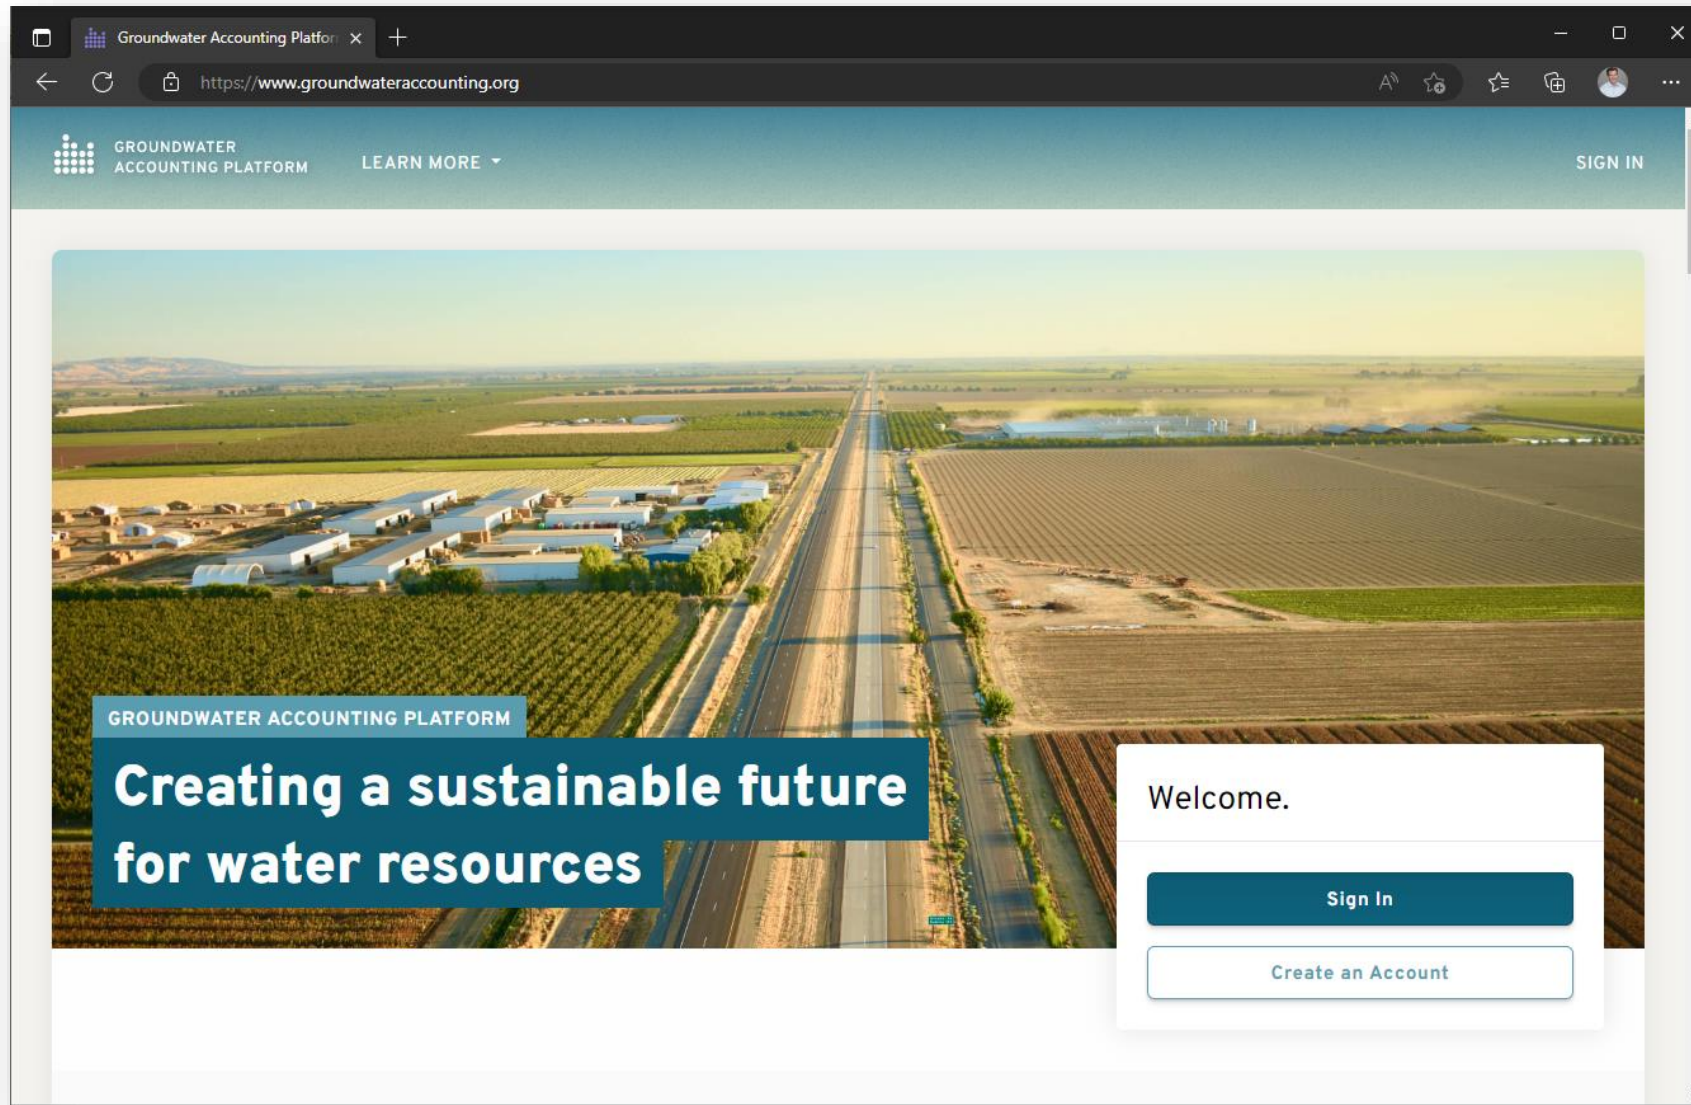 Groundwater Accounting Platfor
https://www.groundwateraccounting.org
GROUNDWATER
ACCOUNTING PLATFORM
LEARN MORE
SIGN IN
GROUNDWATER ACCOUNTING PLATFORM
Creating a sustainable future
for water resources
Welcome.
Sign In
Create an Account